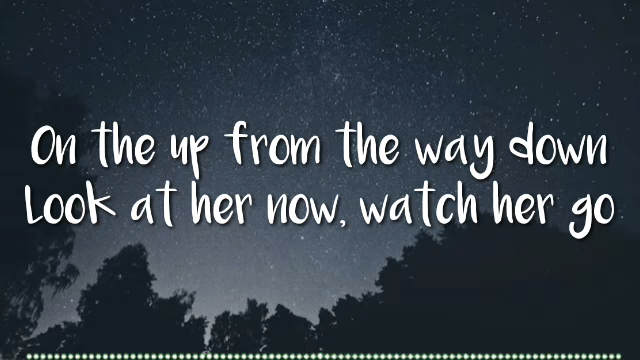 On the up from the way down
Look at her now, watch her go